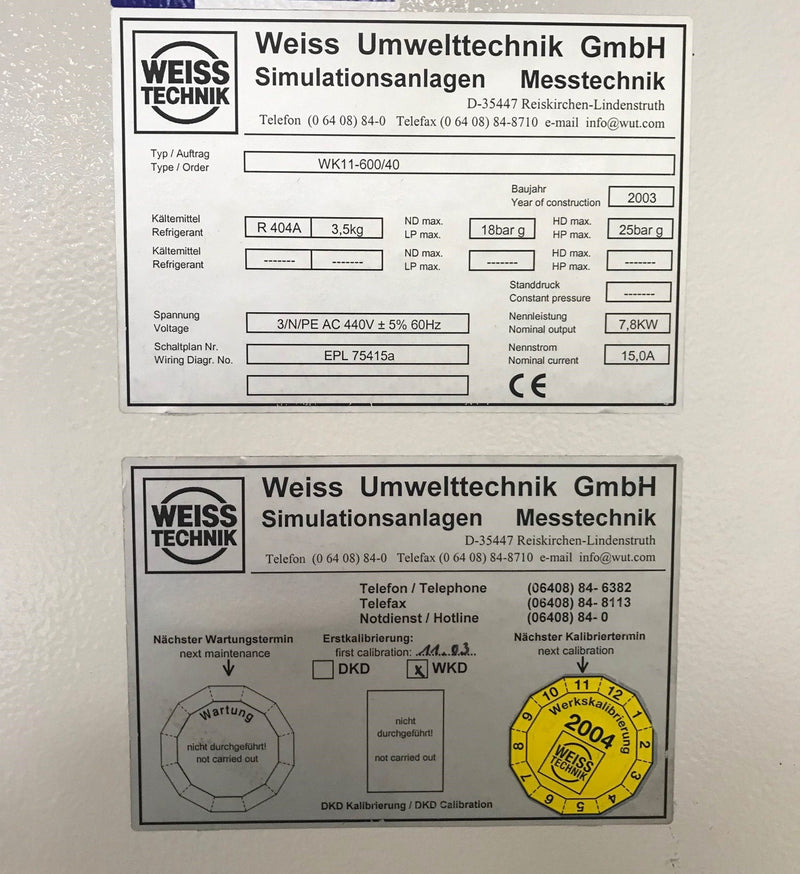 WEISS
TECHNIK
Weiss Umwelttechnik GmbH
Simulationsanlagen Messtechnik
D-35447 Reiskirchen-Lindenstruth
Telefon (0 64 08) 84-0 Telefax (0 64 08) 84-8710 e-mail info@wut.com
Typ / Auftrag
Type / Order
WK11-600/40
Baujahr
Year of construction
2003
Kältemittel
Refrigerant
R 404A
3,5kg
ND max.
LP max.
18bar g
HD max.
HP max.
25bar g
Kältemittel
Refrigerant
-------
-------
ND max.
LP max.
-------
HD max.
HP max.
-------
Standdruck
Constant pressure
-------
Spannung
Voltage
3/N/PE AC 440V ± 5% 60Hz
Nennleistung
Nominal output
7,8KW
Schaltplan Nr.
Wiring Diagr. No.
EPL 75415a
Nennstrom
Nominal current
15,0A
CE
WEISS
TECHNIK
Weiss Umwelttechnik GmbH
Simulationsanlagen Messtechnik
D-35447 Reiskirchen-Lindenstruth
Telefon (0 64 08) 84-0 Telefax (0 64 08) 84-8710 e-mail info@wut.com
Telefon / Telephone (06408) 84- 6382
Telefax (06408) 84- 8113
Notdienst / Hotline (06408) 84- 0
Nächster Wartungstermin
next maintenance
Wartung
nicht durchgeführt!
not carried out
Erstkalibrierung:
first calibration: 11.03
DKD
x WKD
nicht
durchgeführt!
not carried out
DKD Kalibrierung / DKD Calibration
Nächster Kalibriertermin
next calibration
10 11 12 1 2 3 4 5 6 7 8 9
Werkskalibrierung
2004
WEISS
TECHNIK